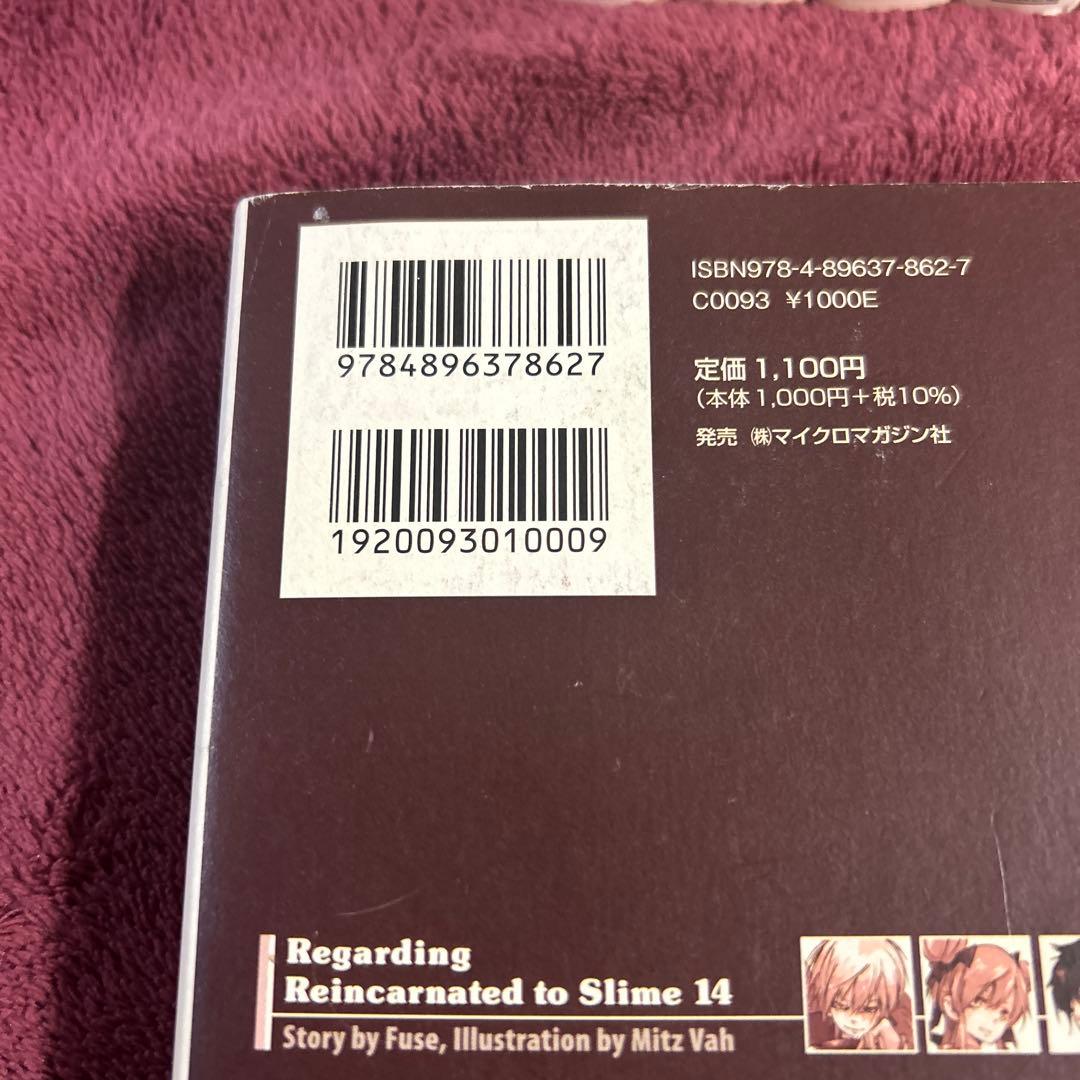 9784896378627
1920093010009
ISBN978-4-89637-862-7
C0093 ¥1000E
定価 1,100円
(本体 1,000円+税10%)
発売 ㈱マイクロマガジン社
Regarding
Reincarnated to Slime 14
Story by Fuse, Illustration by Mitz Vah